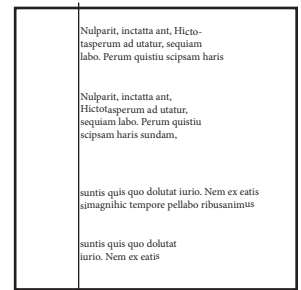 Nulparit, inctatta ant, Hicto-
tasperum ad utatur, sequiam
labo. Perum quistiu scipsam haris
Nulparit, inctatta ant,
Hictotasperum ad utatur,
sequiam labo. Perum quistiu
scipsam haris sundam,
suntis quis quo dolutat iurio. Nem ex eatis
simagnihic tempore pellabo ribusanimus
suntis quis quo dolutat
iurio. Nem ex eatis